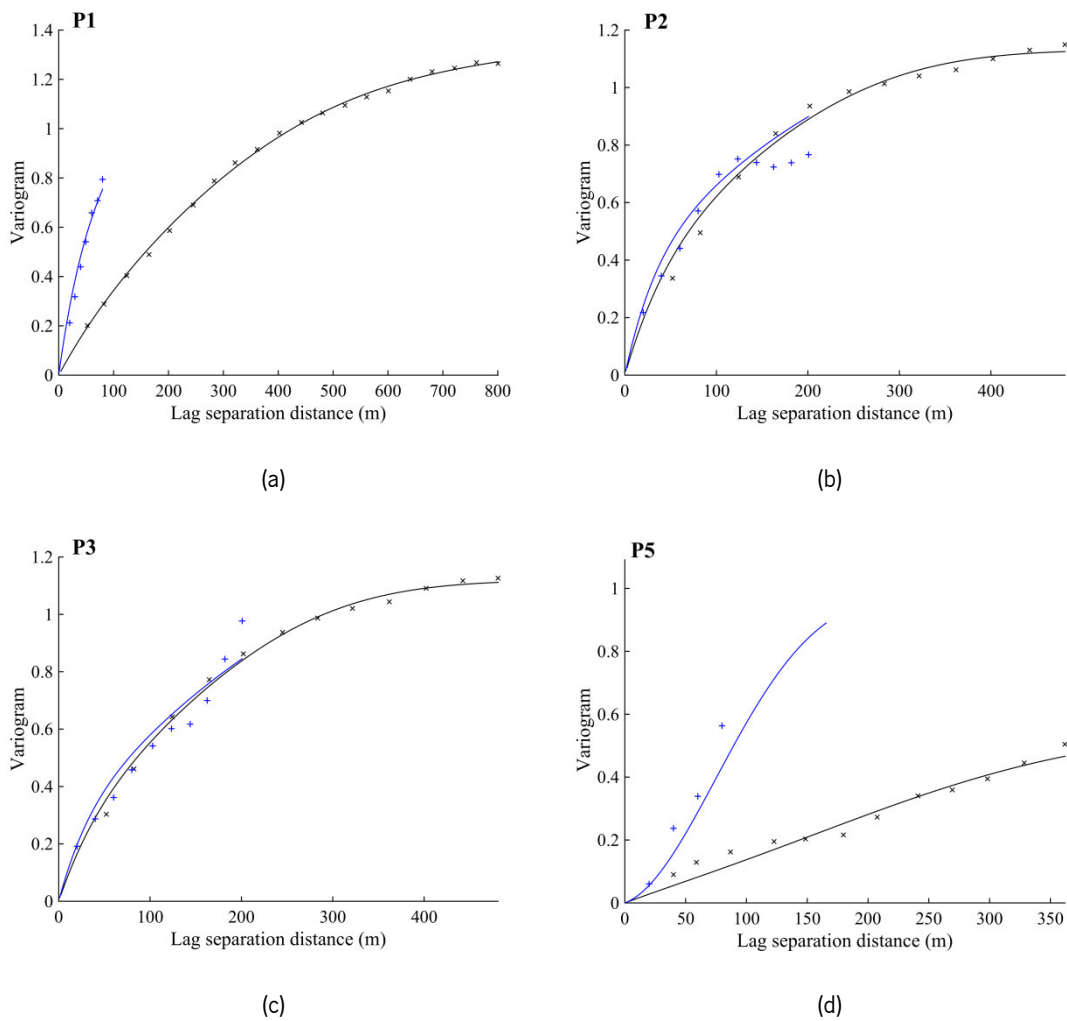 P1
1.4
1.2
1
0.8
0.6
0.4
0.2
0
Variogram
0 100 200 300 400 500 600 700 800
Lag separation distance (m)
(a)
P2
1.2
1
0.8
0.6
0.4
0.2
0
Variogram
0 100 200 300 400
Lag separation distance (m)
(b)
P3
1.2
1
0.8
0.6
0.4
0.2
0
Variogram
0 100 200 300 400
Lag separation distance (m)
(c)
P5
1
0.8
0.6
0.4
0.2
0
Variogram
0 50 100 150 200 250 300 350
Lag separation distance (m)
(d)